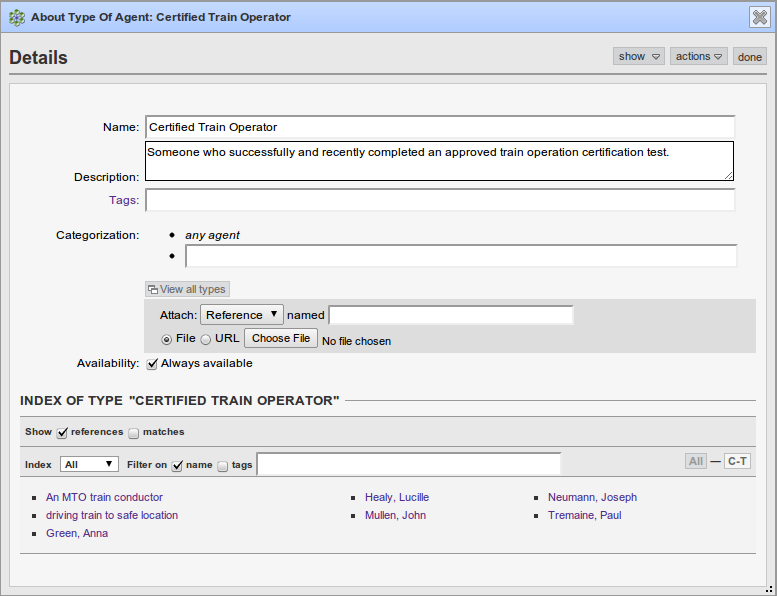 About Type Of Agent: Certified Train Operator
Details
show actions done
Name: Certified Train Operator
Someone who successfully and recently completed an approved train operation certification test.
Description:
Tags:
Categorization: any agent
View all types
Attach: Reference named
File URL Choose File No file chosen
Availability: Always available
INDEX OF TYPE "CERTIFIED TRAIN OPERATOR"
Show references matches
Index All Filter on name tags All — C-T
An MTO train conductor Healy, Lucille Neumann, Joseph
driving train to safe location Mullen, John Tremaine, Paul
Green, Anna